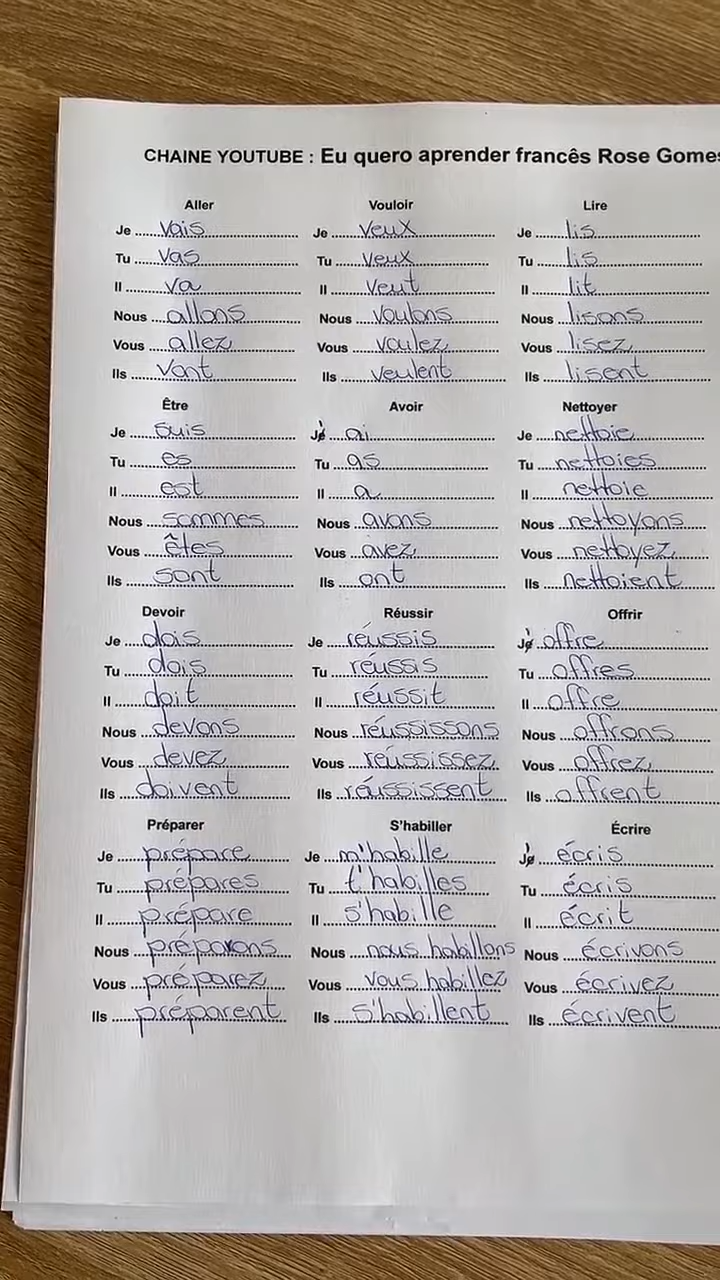 CHAINE YOUTUBE : Eu quero aprender francês Rose Gomes
Aller Vouloir Lire
Je vais Je veux Je lis
Tu vas Tu veux Tu lis
Il va Il veut Il lit
Nous allons Nous voulons Nous lisons
Vous allez Vous voulez Vous lisez
Ils vont Ils veulent Ils lisent
Être Avoir Nettoyer
Je suis J' ai Je nettoie
Tu es Tu as Tu nettoies
Il est Il a Il nettoie
Nous sommes Nous avons Nous nettoyons
Vous êtes Vous avez Vous nettoyez
Ils sont Ils ont Ils nettoient
Devoir Réussir Offrir
Je dois Je réussis J' offre
Tu dois Tu réussis Tu offres
Il doit Il réussit Il offre
Nous devons Nous réussissons Nous offrons
Vous devez Vous réussissez Vous offrez
Ils doivent Ils réussissent Ils offrent
Préparer S'habiller Écrire
Je prépare Je m'habille J' écris
Tu prépares Tu t'habilles Tu écris
Il prépare Il s'habille Il écrit
Nous préparons Nous nous habillons Nous écrivons
Vous préparez Vous vous habillez Vous écrivez
Ils préparent Ils s'habillent Ils écrivent